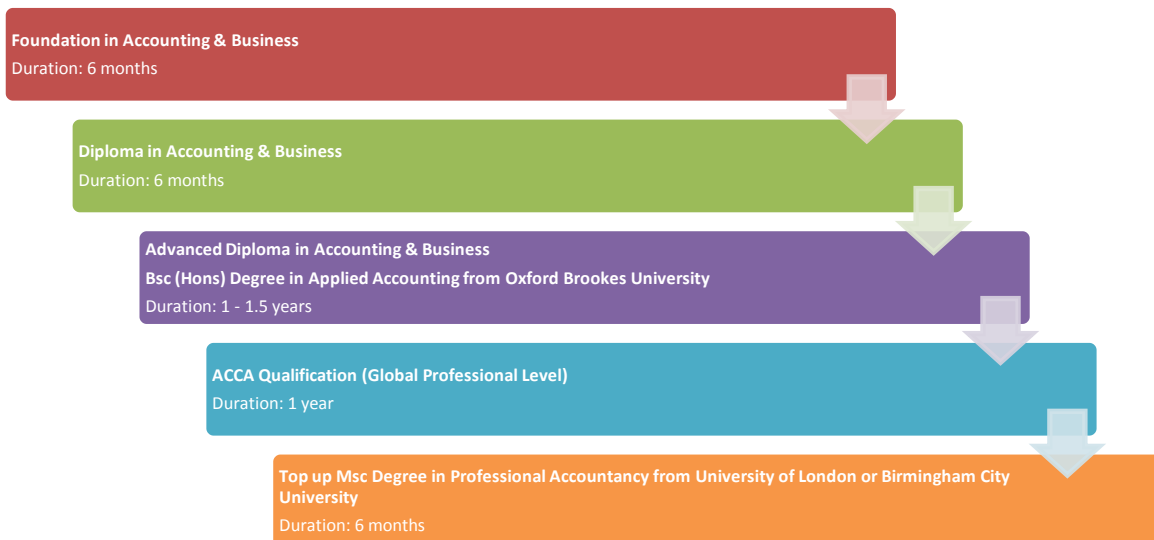 Foundation in Accounting & Business
Duration: 6 months
Diploma in Accounting & Business
Duration: 6 months
Advanced Diploma in Accounting & Business
Bsc (Hons) Degree in Applied Accounting from Oxford Brookes University
Duration: 1 - 1.5 years
ACCA Qualification (Global Professional Level)
Duration: 1 year
Top up Msc Degree in Professional Accountancy from University of London or Birmingham City
University
Duration: 6 months